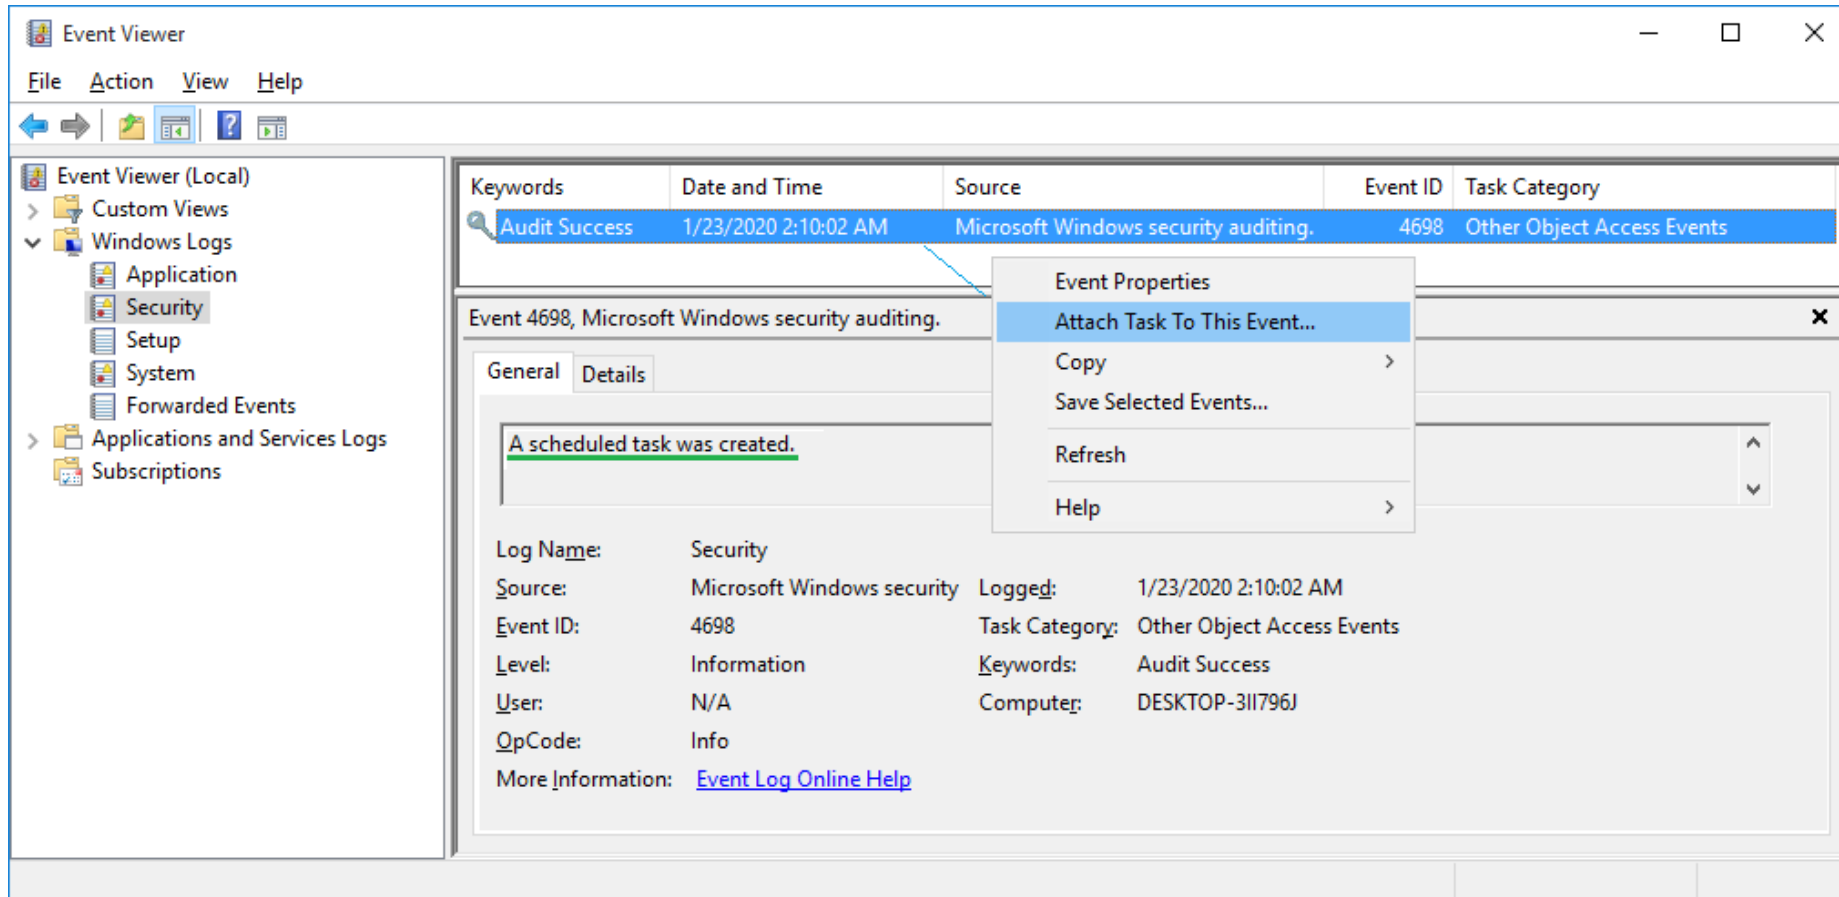 Event Viewer
File Action View Help
Event Viewer (Local)
Custom Views
Windows Logs
Application
Security
Setup
System
Forwarded Events
Applications and Services Logs
Subscriptions
Keywords Date and Time Source Event ID Task Category
Audit Success 1/23/2020 2:10:02 AM Microsoft Windows security auditing. 4698 Other Object Access Events
Event 4698, Microsoft Windows security auditing.
Event Properties
Attach Task To This Event...
Copy
Save Selected Events...
Refresh
Help
General Details
A scheduled task was created.
Log Name: Security
Source: Microsoft Windows security Logged: 1/23/2020 2:10:02 AM
Event ID: 4698 Task Category: Other Object Access Events
Level: Information Keywords: Audit Success
User: N/A Computer: DESKTOP-3II796J
OpCode: Info
More Information: Event Log Online Help